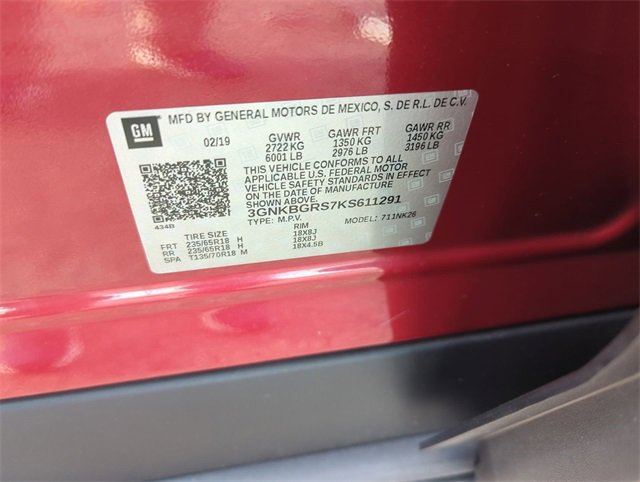 GM
MFD BY GENERAL MOTORS DE MEXICO, S. DE R.L. DE C.V.
02/19 GVWR GAWR FRT GAWR RR
2722 KG 1350 KG 1450 KG
6001 LB 2976 LB 3196 LB
THIS VEHICLE CONFORMS TO ALL
APPLICABLE U.S. FEDERAL MOTOR
VEHICLE SAFETY STANDARDS IN EFFECT
ON THE DATE OF MANUFACTURE
SHOWN ABOVE.
3GNKBGRS7KS611291
434B TYPE: M.P.V. MODEL: 711NK26
TIRE SIZE RIM
FRT 235/65R18 H 18X8J
RR 235/65R18 H 18X8J
SPA T135/70R18 M 18X4.5B